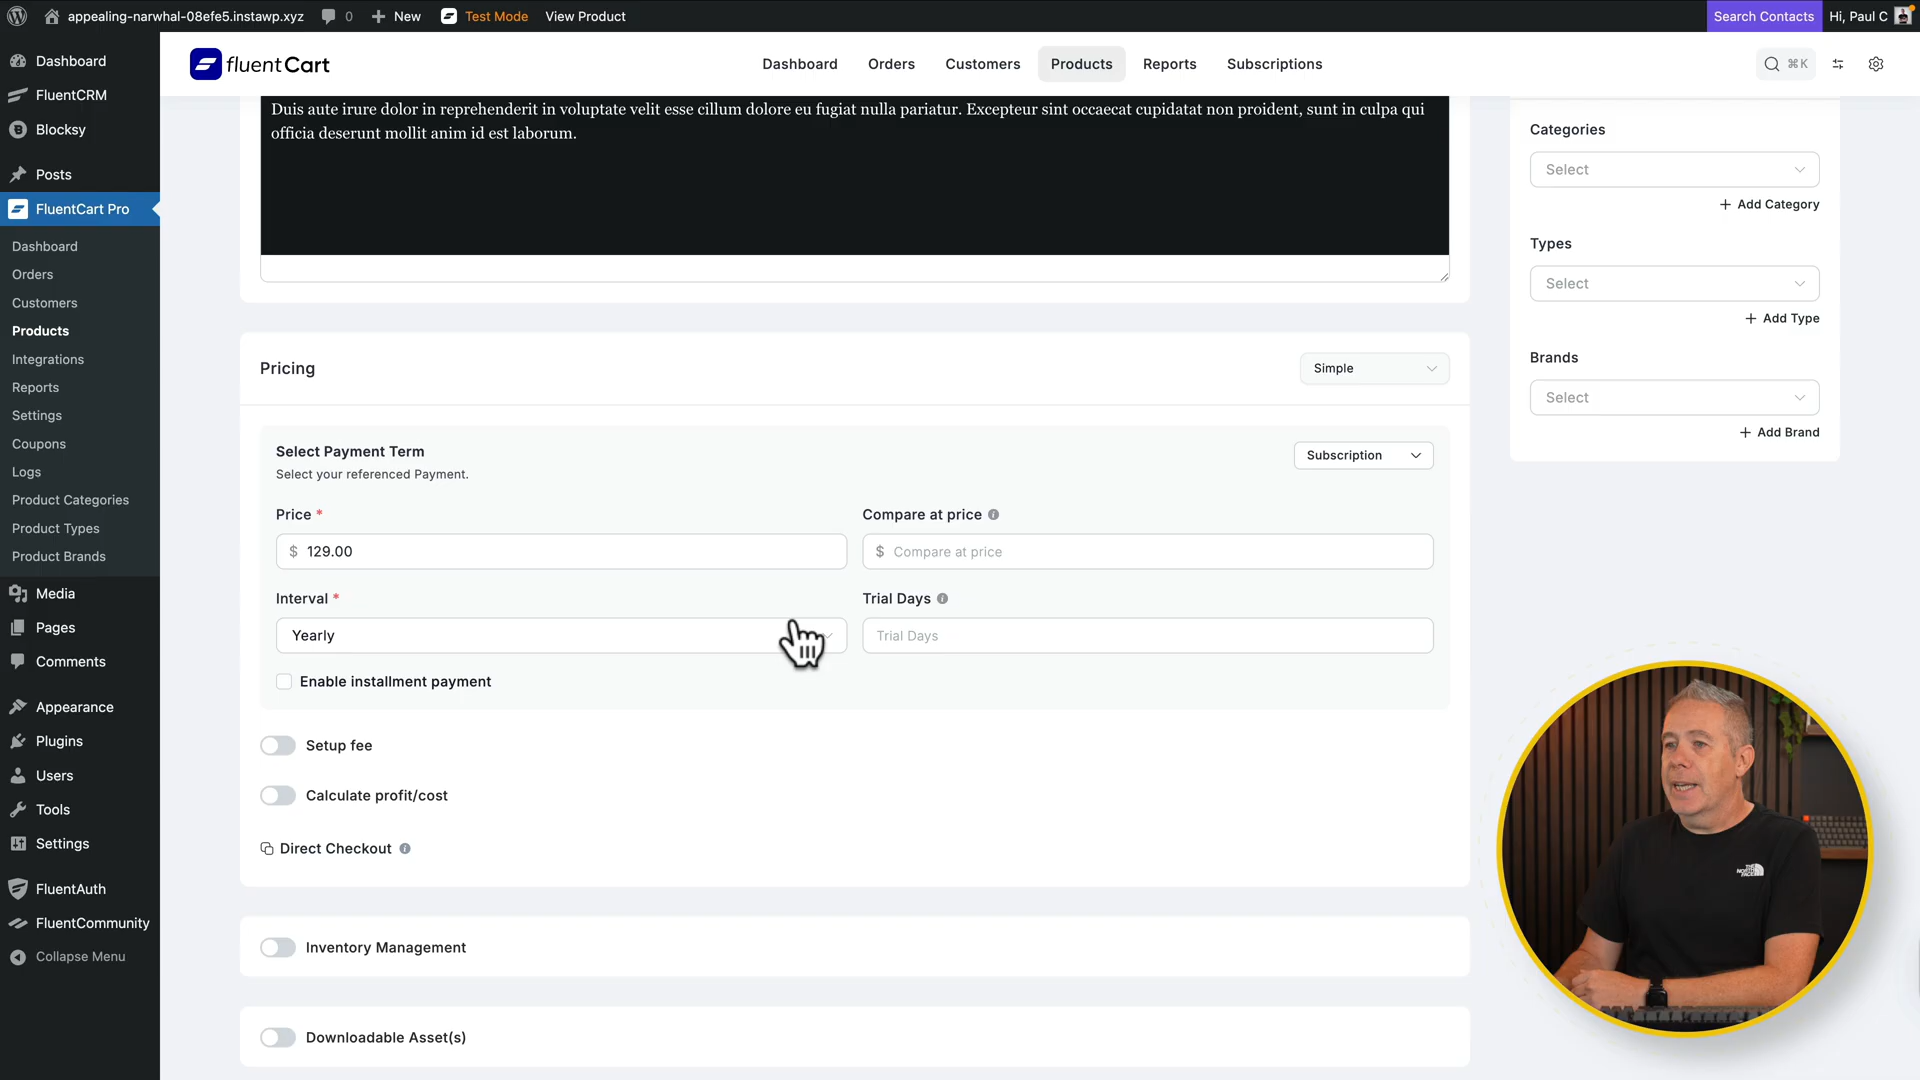 appealing-narwhal-08efe5.instawp.xyz
0
New
Test Mode
View Product
Search Contacts
Hi, Paul C
Dashboard
FluentCRM
Blocksy
Posts
FluentCart Pro
Dashboard
Orders
Customers
Products
Integrations
Reports
Settings
Coupons
Logs
Product Categories
Product Types
Product Brands
Media
Pages
Comments
Appearance
Plugins
Users
Tools
Settings
FluentAuth
FluentCommunity
Collapse Menu
fluentCart
Dashboard
Orders
Customers
Products
Reports
Subscriptions
⌘K
Duis aute irure dolor in reprehenderit in voluptate velit esse cillum dolore eu fugiat nulla pariatur. Excepteur sint occaecat cupidatat non proident, sunt in culpa qui
officia deserunt mollit anim id est laborum.
Pricing
Simple
Select Payment Term
Select your referenced Payment.
Subscription
Price *
Compare at price
$ 129.00
$ Compare at price
Interval *
Trial Days
Yearly
Trial Days
Enable installment payment
Setup fee
Calculate profit/cost
Direct Checkout
Inventory Management
Downloadable Asset(s)
Categories
Select
+ Add Category
Types
Select
+ Add Type
Brands
Select
+ Add Brand
THE
NORTH
FACE